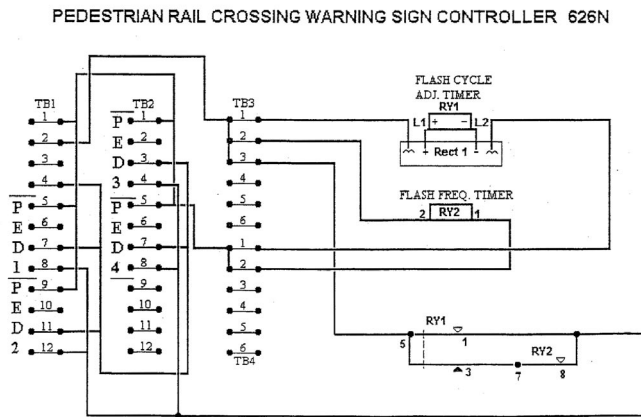 PEDESTRIAN RAIL CROSSING WARNING SIGN CONTROLLER 626N
FLASH CYCLE
ADJ. TIMER
RY1
L1 + − L2
+ Rect 1 -
FLASH FREQ. TIMER
2 RY2 1
TB1
1
2
3
4
P 5
E 6
D 7
1 8
P 9
E 10
D 11
2 12
TB2
P 1
E 2
D 3
3 4
P 5
E 6
D 7
4 8
9
10
11
12
TB3
1
2
3
4
5
6
1
2
3
4
5
6
TB4
RY1
5 1
RY2
3 7 8